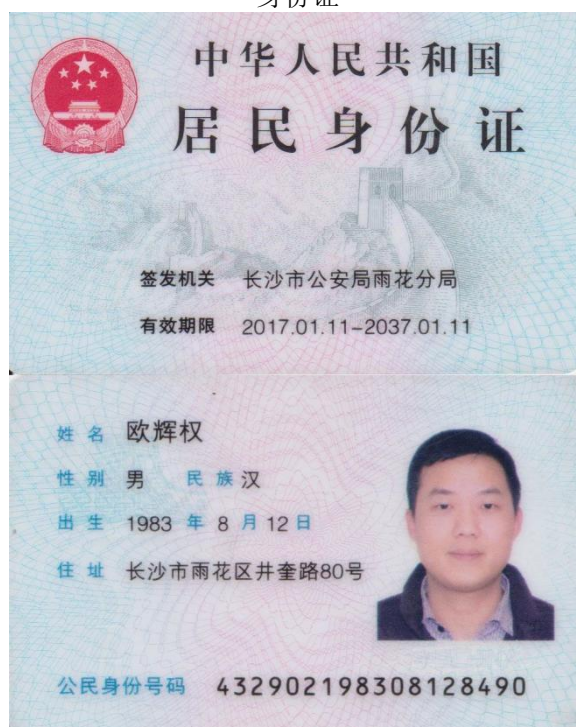 身份证
中华人民共和国
居民身份证
签发机关 长沙市公安局雨花分局
有效期限 2017.01.11-2037.01.11
姓名 欧辉权
性别 男 民族 汉
出生 1983 年 8 月 12 日
住址 长沙市雨花区井奎路80号
公民身份号码 432902198308128490